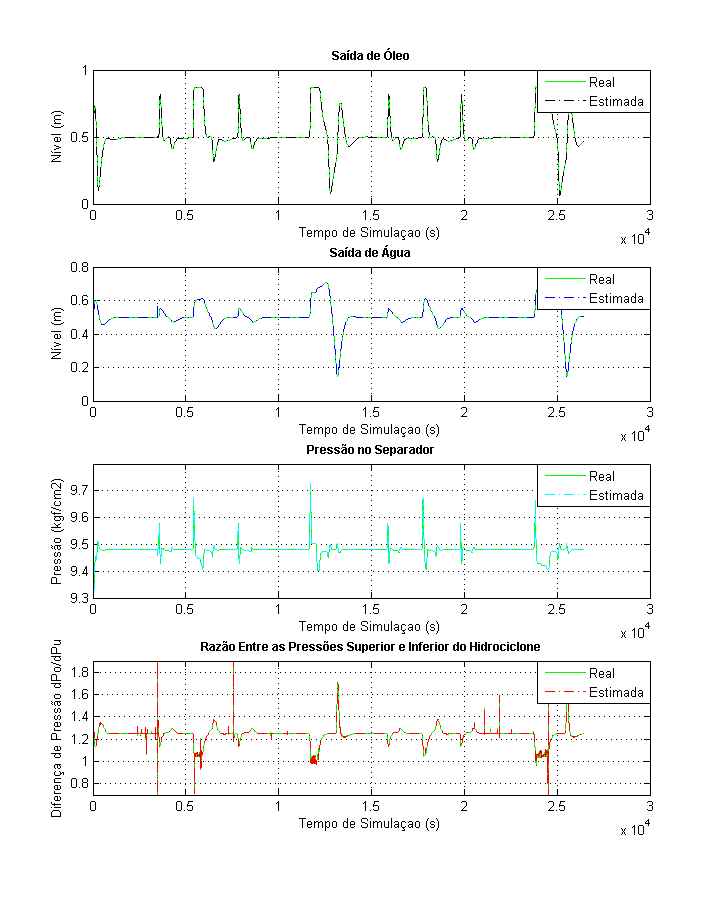 Saída de Óleo
1
0.5
0
Nível (m)
Real
Estimada
0 0.5 1 1.5 2 2.5 3
Tempo de Simulaçao (s)
x 10^4
Saída de Água
0.8
0.6
0.4
0.2
0
Nível (m)
Real
Estimada
0 0.5 1 1.5 2 2.5 3
Tempo de Simulaçao (s)
x 10^4
Pressão no Separador
9.7
9.6
9.5
9.4
9.3
Pressão (kgf/cm2)
Real
Estimada
0 0.5 1 1.5 2 2.5 3
Tempo de Simulaçao (s)
x 10^4
Razão Entre as Pressões Superior e Inferior do Hidrociclone
1.8
1.6
1.4
1.2
1
0.8
Diferença de Pressão dPo/dPu
Real
Estimada
0 0.5 1 1.5 2 2.5 3
Tempo de Simulaçao (s)
x 10^4